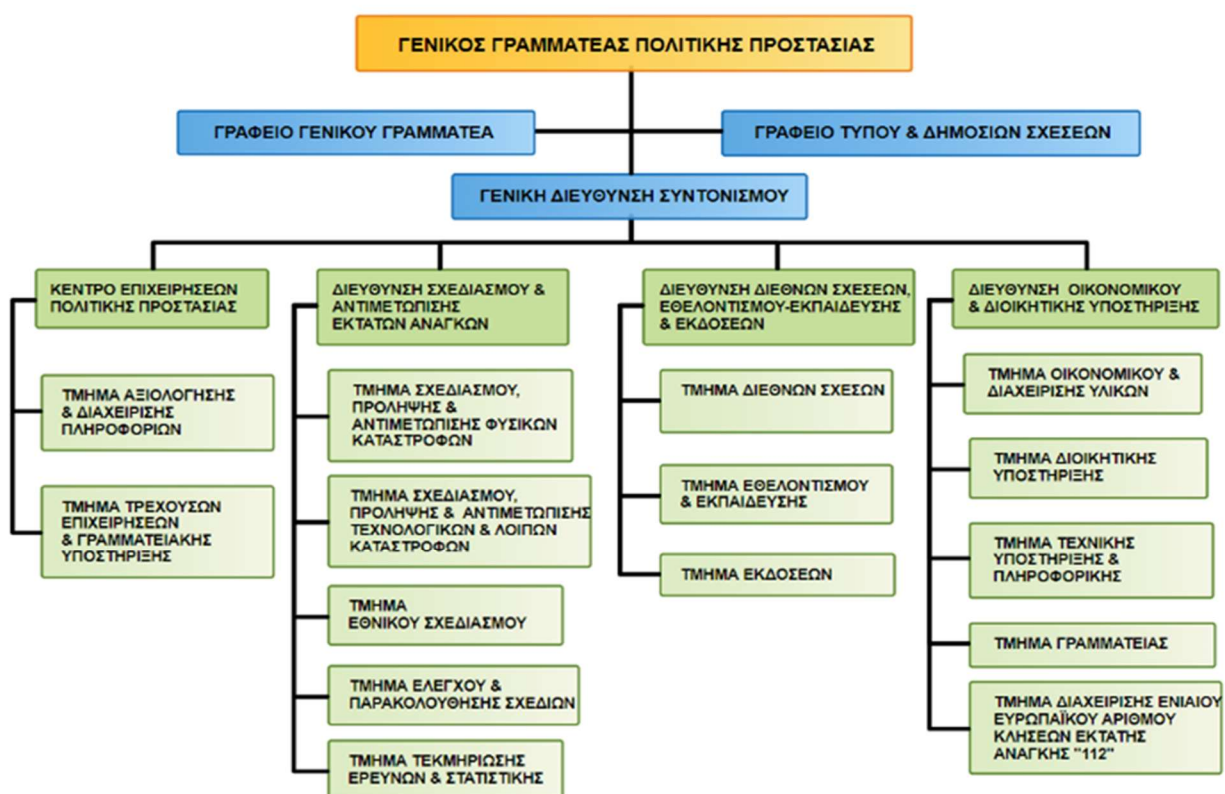 ΓΕΝΙΚΟΣ ΓΡΑΜΜΑΤΕΑΣ ΠΟΛΙΤΙΚΗΣ ΠΡΟΣΤΑΣΙΑΣ
ΓΡΑΦΕΙΟ ΓΕΝΙΚΟΥ ΓΡΑΜΜΑΤΕΑ
ΓΡΑΦΕΙΟ ΤΥΠΟΥ & ΔΗΜΟΣΙΩΝ ΣΧΕΣΕΩΝ
ΓΕΝΙΚΗ ΔΙΕΥΘΥΝΣΗ ΣΥΝΤΟΝΙΣΜΟΥ
ΚΕΝΤΡΟ ΕΠΙΧΕΙΡΗΣΕΩΝ
ΠΟΛΙΤΙΚΗΣ ΠΡΟΣΤΑΣΙΑΣ
ΤΜΗΜΑ ΑΞΙΟΛΟΓΗΣΗΣ
& ΔΙΑΧΕΙΡΙΣΗΣ
ΠΛΗΡΟΦΟΡΙΩΝ
ΤΜΗΜΑ ΤΡΕΧΟΥΣΩΝ
ΕΠΙΧΕΙΡΗΣΕΩΝ
& ΓΡΑΜΜΑΤΕΙΑΚΗΣ
ΥΠΟΣΤΗΡΙΞΗΣ
ΔΙΕΥΘΥΝΣΗ ΣΧΕΔΙΑΣΜΟΥ &
ΑΝΤΙΜΕΤΩΠΙΣΗΣ
ΕΚΤΑΤΩΝ ΑΝΑΓΚΩΝ
ΤΜΗΜΑ ΣΧΕΔΙΑΣΜΟΥ,
ΠΡΟΛΗΨΗΣ &
ΑΝΤΙΜΕΤΩΠΙΣΗΣ ΦΥΣΙΚΩΝ
ΚΑΤΑΣΤΡΟΦΩΝ
ΤΜΗΜΑ ΣΧΕΔΙΑΣΜΟΥ,
ΠΡΟΛΗΨΗΣ & ΑΝΤΙΜΕΤΩΠΙΣΗΣ
ΤΕΧΝΟΛΟΓΙΚΩΝ & ΛΟΙΠΩΝ
ΚΑΤΑΣΤΡΟΦΩΝ
ΤΜΗΜΑ
ΕΘΝΙΚΟΥ ΣΧΕΔΙΑΣΜΟΥ
ΤΜΗΜΑ ΕΛΕΓΧΟΥ &
ΠΑΡΑΚΟΛΟΥΘΗΣΗΣ ΣΧΕΔΙΩΝ
ΤΜΗΜΑ ΤΕΚΜΗΡΙΩΣΗΣ
ΕΡΕΥΝΩΝ & ΣΤΑΤΙΣΤΙΚΗΣ
ΔΙΕΥΘΥΝΣΗ ΔΙΕΘΝΩΝ ΣΧΕΣΕΩΝ,
ΕΘΕΛΟΝΤΙΣΜΟΥ-ΕΚΠΑΙΔΕΥΣΗΣ
& ΕΚΔΟΣΕΩΝ
ΤΜΗΜΑ ΔΙΕΘΝΩΝ ΣΧΕΣΩΝ
ΤΜΗΜΑ ΕΘΕΛΟΝΤΙΣΜΟΥ
& ΕΚΠΑΙΔΕΥΣΗΣ
ΤΜΗΜΑ ΕΚΔΟΣΕΩΝ
ΔΙΕΥΘΥΝΣΗ ΟΙΚΟΝΟΜΙΚΟΥ
& ΔΙΟΙΚΗΤΙΚΗΣ ΥΠΟΣΤΗΡΙΞΗΣ
ΤΜΗΜΑ ΟΙΚΟΝΟΜΙΚΟΥ &
ΔΙΑΧΕΙΡΙΣΗΣ ΥΛΙΚΩΝ
ΤΜΗΜΑ ΔΙΟΙΚΗΤΙΚΗΣ
ΥΠΟΣΤΗΡΙΞΗΣ
ΤΜΗΜΑ ΤΕΧΝΙΚΗΣ
ΥΠΟΣΤΗΡΙΞΗΣ &
ΠΛΗΡΟΦΟΡΙΚΗΣ
ΤΜΗΜΑ ΓΡΑΜΜΑΤΕΙΑΣ
ΤΜΗΜΑ ΔΙΑΧΕΙΡΙΣΗΣ ΕΝΙΑΙΟΥ
ΕΥΡΩΠΑΪΚΟΥ ΑΡΙΘΜΟΥ
ΚΛΗΣΕΩΝ ΕΚΤΑΤΗΣ
ΑΝΑΓΚΗΣ "112"